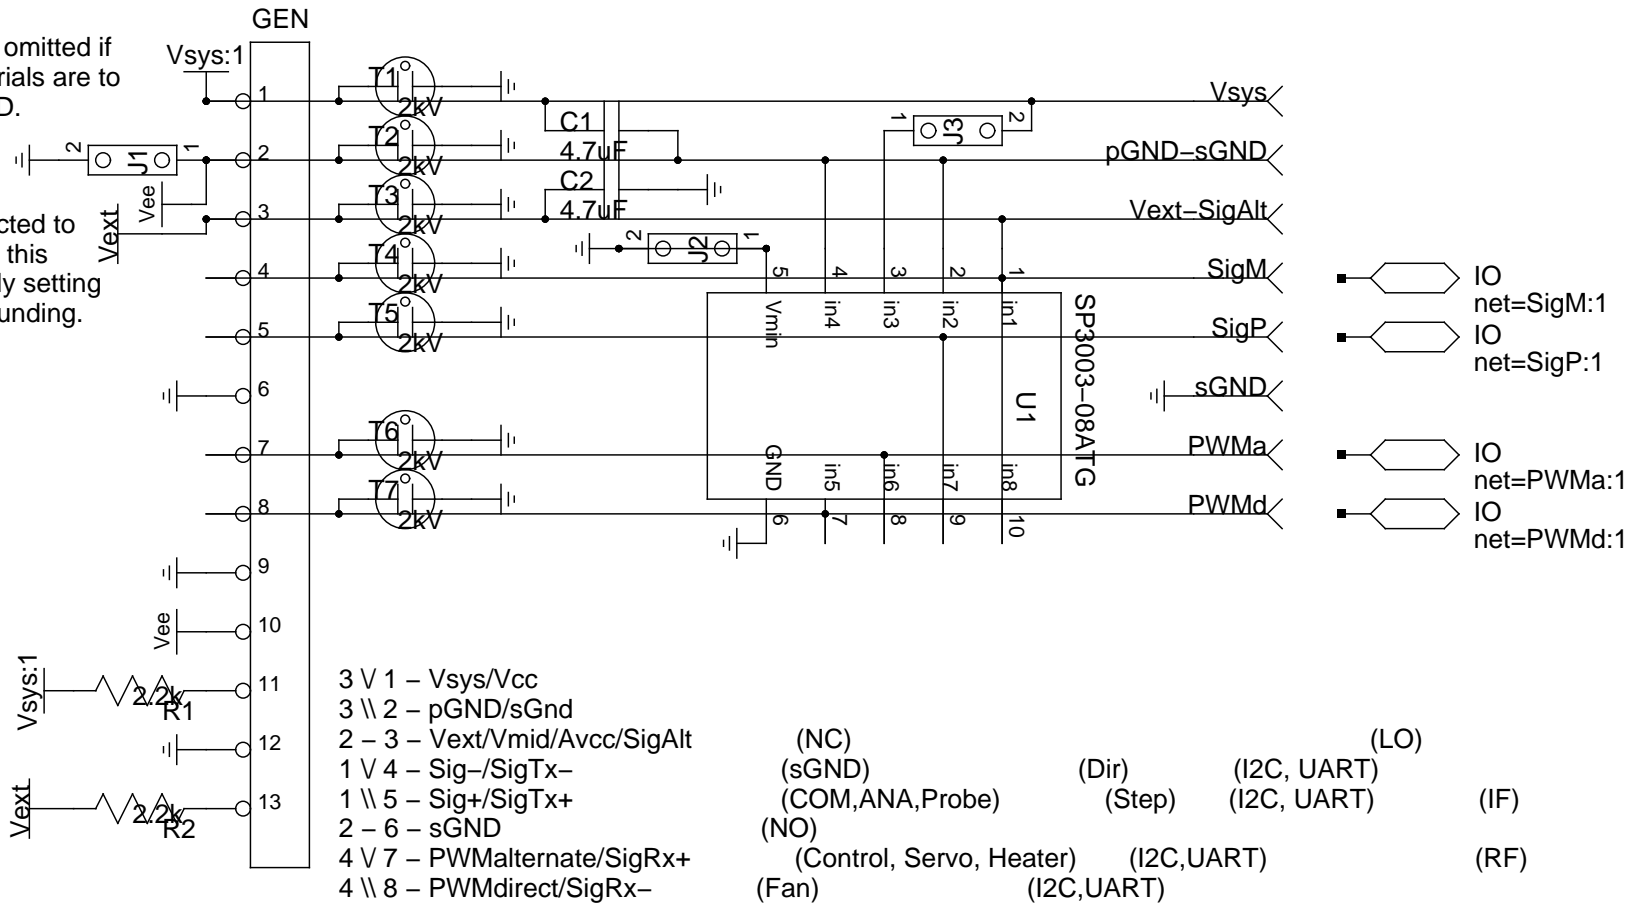 GEN
omitted if
rials are to
D.
Vsys:1
1
T1
2kV
Vsys
C1
4.7uF
1
J3
2
2
J1
1
2
T2
2kV
pGND–sGND
Vee
C2
4.7uF
3
T3
2kV
Vext–SigAlt
cted to
this
ly setting
unding.
Vext
2
J2
1
4
T4
2kV
5
4
3
2
1
SigM
IO
net=SigM:1
Vmin
in4
in3
in2
in1
SP3003–08ATG
5
T5
2kV
SigP
IO
net=SigP:1
6
U1
sGND
7
T6
2kV
GND
in5
in6
in7
in8
PWMa
IO
net=PWMa:1
8
T7
2kV
6
7
8
9
10
PWMd
IO
net=PWMd:1
9
Vee
10
Vsys:1
2.2k
R1
11
12
Vext
2.2k
R2
13
3 \/ 1 – Vsys/Vcc
3 \\ 2 – pGND/sGnd
2 – 3 – Vext/Vmid/Avcc/SigAlt (NC) (LO)
1 \/ 4 – Sig–/SigTx– (sGND) (Dir) (I2C, UART)
1 \\ 5 – Sig+/SigTx+ (COM,ANA,Probe) (Step) (I2C, UART) (IF)
2 – 6 – sGND (NO)
4 \/ 7 – PWMalternate/SigRx+ (Control, Servo, Heater) (I2C,UART) (RF)
4 \\ 8 – PWMdirect/SigRx– (Fan) (I2C,UART)